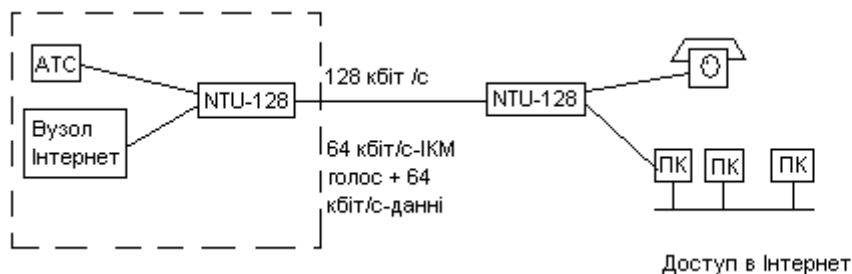 АТС
Вузол
Інтернет
NTU-128
128 кбіт /с
64 кбіт/с-ІКМ
голос + 64
кбіт/с-данні
NTU-128
ПК
ПК
ПК
Доступ в Інтернет